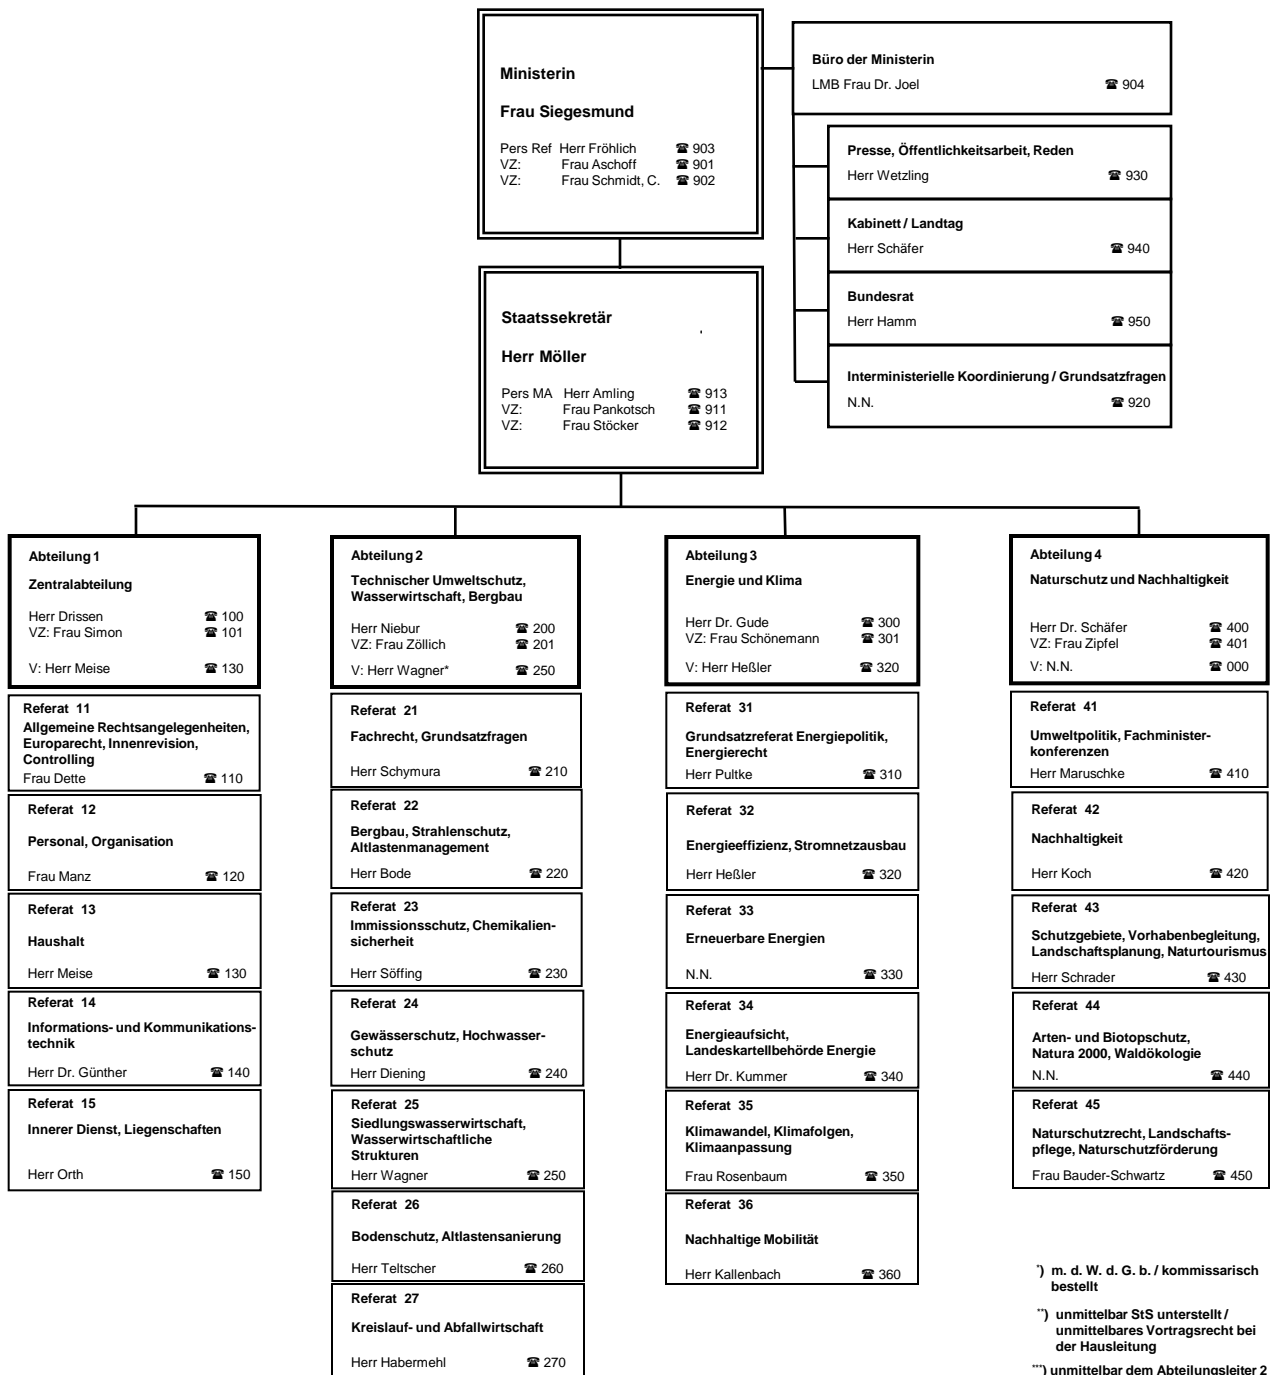 Ministerin
Frau Siegesmund
Pers Ref Herr Fröhlich ☎ 903
VZ: Frau Aschoff ☎ 901
VZ: Frau Schmidt, C. ☎ 902
Büro der Ministerin
LMB Frau Dr. Joel ☎ 904
Presse, Öffentlichkeitsarbeit, Reden
Herr Wetzling ☎ 930
Kabinett / Landtag
Herr Schäfer ☎ 940
Bundesrat
Herr Hamm ☎ 950
Interministerielle Koordinierung / Grundsatzfragen
N.N. ☎ 920
Staatssekretär
Herr Möller
Pers MA Herr Amling ☎ 913
VZ: Frau Pankotsch ☎ 911
VZ: Frau Stöcker ☎ 912
Abteilung 1
Zentralabteilung
Herr Drissen ☎ 100
VZ: Frau Simon ☎ 101
V: Herr Meise ☎ 130
Referat 11
Allgemeine Rechtsangelegenheiten,
Europarecht, Innenrevision,
Controlling
Frau Dette ☎ 110
Referat 12
Personal, Organisation
Frau Manz ☎ 120
Referat 13
Haushalt
Herr Meise ☎ 130
Referat 14
Informations- und Kommunikations-
technik
Herr Dr. Günther ☎ 140
Referat 15
Innerer Dienst, Liegenschaften
Herr Orth ☎ 150
Abteilung 2
Technischer Umweltschutz,
Wasserwirtschaft, Bergbau
Herr Niebur ☎ 200
VZ: Frau Zöllich ☎ 201
V: Herr Wagner* ☎ 250
Referat 21
Fachrecht, Grundsatzfragen
Herr Schymura ☎ 210
Referat 22
Bergbau, Strahlenschutz,
Altlastenmanagement
Herr Bode ☎ 220
Referat 23
Immissionsschutz, Chemikalien-
sicherheit
Herr Söffing ☎ 230
Referat 24
Gewässerschutz, Hochwasser-
schutz
Herr Diening ☎ 240
Referat 25
Siedlungswasserwirtschaft,
Wasserwirtschaftliche
Strukturen
Herr Wagner ☎ 250
Referat 26
Bodenschutz, Altlastensanierung
Herr Teltscher ☎ 260
Referat 27
Kreislauf- und Abfallwirtschaft
Herr Habermehl ☎ 270
Abteilung 3
Energie und Klima
Herr Dr. Gude ☎ 300
VZ: Frau Schönemann ☎ 301
V: Herr Heßler ☎ 320
Referat 31
Grundsatzreferat Energiepolitik,
Energierecht
Herr Pultke ☎ 310
Referat 32
Energieeffizienz, Stromnetzausbau
Herr Heßler ☎ 320
Referat 33
Erneuerbare Energien
N.N. ☎ 330
Referat 34
Energieaufsicht,
Landeskartellbehörde Energie
Herr Dr. Kummer ☎ 340
Referat 35
Klimawandel, Klimafolgen,
Klimaanpassung
Frau Rosenbaum ☎ 350
Referat 36
Nachhaltige Mobilität
Herr Kallenbach ☎ 360
Abteilung 4
Naturschutz und Nachhaltigkeit
Herr Dr. Schäfer ☎ 400
VZ: Frau Zipfel ☎ 401
V: N.N. ☎ 000
Referat 41
Umweltpolitik, Fachminister-
konferenzen
Herr Maruschke ☎ 410
Referat 42
Nachhaltigkeit
Herr Koch ☎ 420
Referat 43
Schutzgebiete, Vorhabenbegleitung,
Landschaftsplanung, Naturtourismus
Herr Schrader ☎ 430
Referat 44
Arten- und Biotopschutz,
Natura 2000, Waldökologie
N.N. ☎ 440
Referat 45
Naturschutzrecht, Landschafts-
pflege, Naturschutzförderung
Frau Bauder-Schwartz ☎ 450
*) m. d. W. d. G. b. / kommissarisch
bestellt
**) unmittelbar StS unterstellt /
unmittelbares Vortragsrecht bei
der Hausleitung
***) unmittelbar dem Abteilungsleiter 2